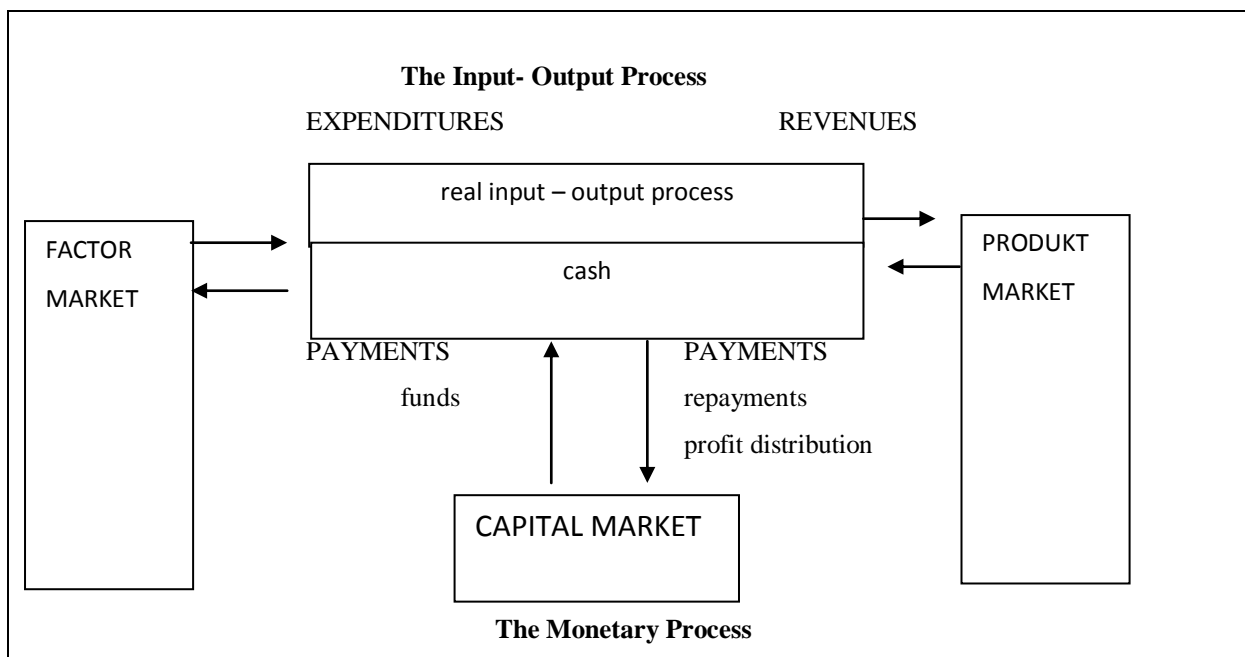 The Input- Output Process
EXPENDITURES
REVENUES
real input – output process
FACTOR
MARKET
cash
PRODUKT
MARKET
PAYMENTS
funds
PAYMENTS
repayments
profit distribution
CAPITAL MARKET
The Monetary Process